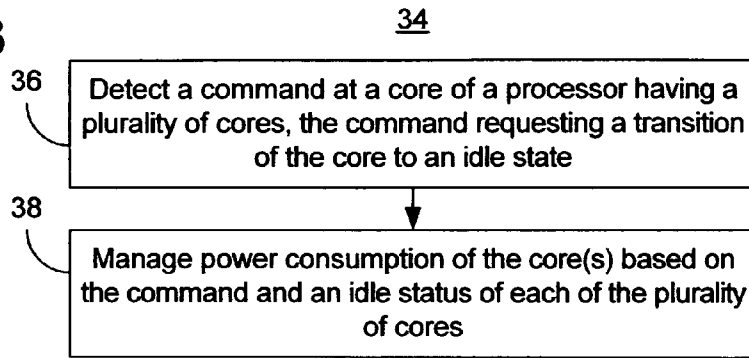 34
36
Detect a command at a core of a processor having a
plurality of cores, the command requesting a transition
of the core to an idle state
38
Manage power consumption of the core(s) based on
the command and an idle status of each of the plurality
of cores